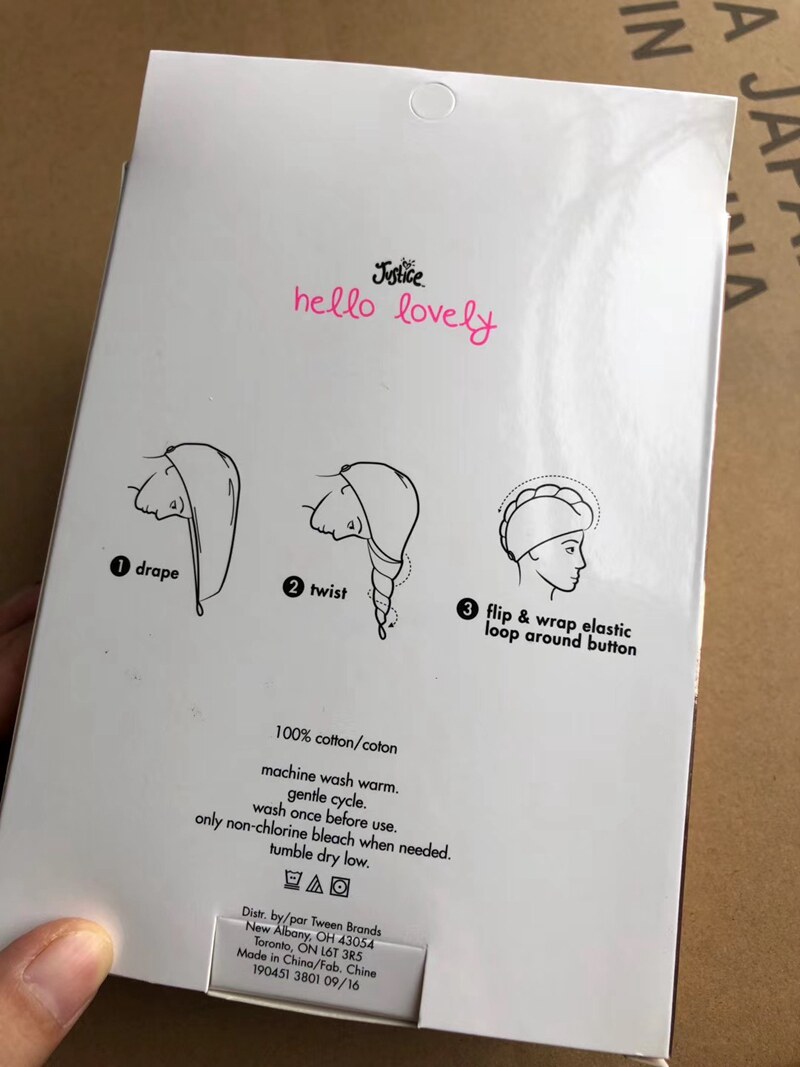 A JAPA
IN
INA
Justice
hello lovely
1 drape
2 twist
3 flip & wrap elastic
loop around button
100% cotton/coton
machine wash warm.
gentle cycle.
wash once before use.
only non-chlorine bleach when needed.
tumble dry low.
Distr. by/par Tween Brands
New Albany, OH 43054
Toronto, ON L6T 3R5
Made in China/Fab. Chine
190451 3801 09/16